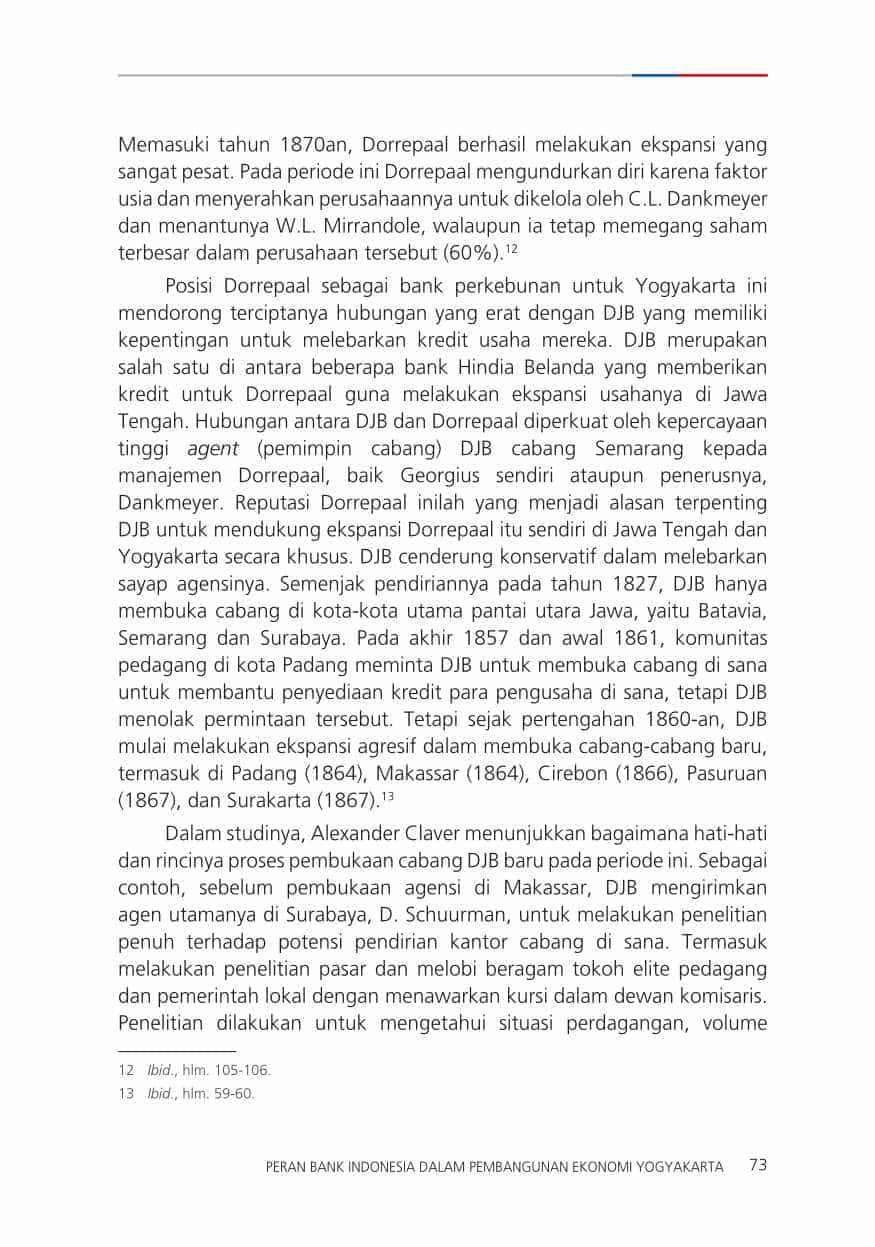 Memasuki tahun 1870an, Dorrepaal berhasil melakukan ekspansi yang
sangat pesat. Pada periode ini Dorrepaal mengundurkan diri karena faktor
usia dan menyerahkan perusahaannya untuk dikelola oleh C.L. Dankmeyer
dan menantunya W.L. Mirrandole, walaupun ia tetap memegang saham
terbesar dalam perusahaan tersebut (60%).12
Posisi Dorrepaal sebagai bank perkebunan untuk Yogyakarta ini
mendorong terciptanya hubungan yang erat dengan DJB yang memiliki
kepentingan untuk melebarkan kredit usaha mereka. DJB merupakan
salah satu di antara beberapa bank Hindia Belanda yang memberikan
kredit untuk Dorrepaal guna melakukan ekspansi usahanya di Jawa
Tengah. Hubungan antara DJB dan Dorrepaal diperkuat oleh kepercayaan
tinggi agent (pemimpin cabang) DJB cabang Semarang kepada
manajemen Dorrepaal, baik Georgius sendiri ataupun penerusnya,
Dankmeyer. Reputasi Dorrepaal inilah yang menjadi alasan terpenting
DJB untuk mendukung ekspansi Dorrepaal itu sendiri di Jawa Tengah dan
Yogyakarta secara khusus. DJB cenderung konservatif dalam melebarkan
sayap agensinya. Semenjak pendiriannya pada tahun 1827, DJB hanya
membuka cabang di kota-kota utama pantai utara Jawa, yaitu Batavia,
Semarang dan Surabaya. Pada akhir 1857 dan awal 1861, komunitas
pedagang di kota Padang meminta DJB untuk membuka cabang di sana
untuk membantu penyediaan kredit para pengusaha di sana, tetapi DJB
menolak permintaan tersebut. Tetapi sejak pertengahan 1860-an, DJB
mulai melakukan ekspansi agresif dalam membuka cabang-cabang baru,
termasuk di Padang (1864), Makassar (1864), Cirebon (1866), Pasuruan
(1867), dan Surakarta (1867).13
Dalam studinya, Alexander Claver menunjukkan bagaimana hati-hati
dan rincinya proses pembukaan cabang DJB baru pada periode ini. Sebagai
contoh, sebelum pembukaan agensi di Makassar, DJB mengirimkan
agen utamanya di Surabaya, D. Schuurman, untuk melakukan penelitian
penuh terhadap potensi pendirian kantor cabang di sana. Termasuk
melakukan penelitian pasar dan melobi beragam tokoh elite pedagang
dan pemerintah lokal dengan menawarkan kursi dalam dewan komisaris.
Penelitian dilakukan untuk mengetahui situasi perdagangan, volume
12 Ibid., hlm. 105-106.
13 Ibid., hlm. 59-60.
PERAN BANK INDONESIA DALAM PEMBANGUNAN EKONOMI YOGYAKARTA 73